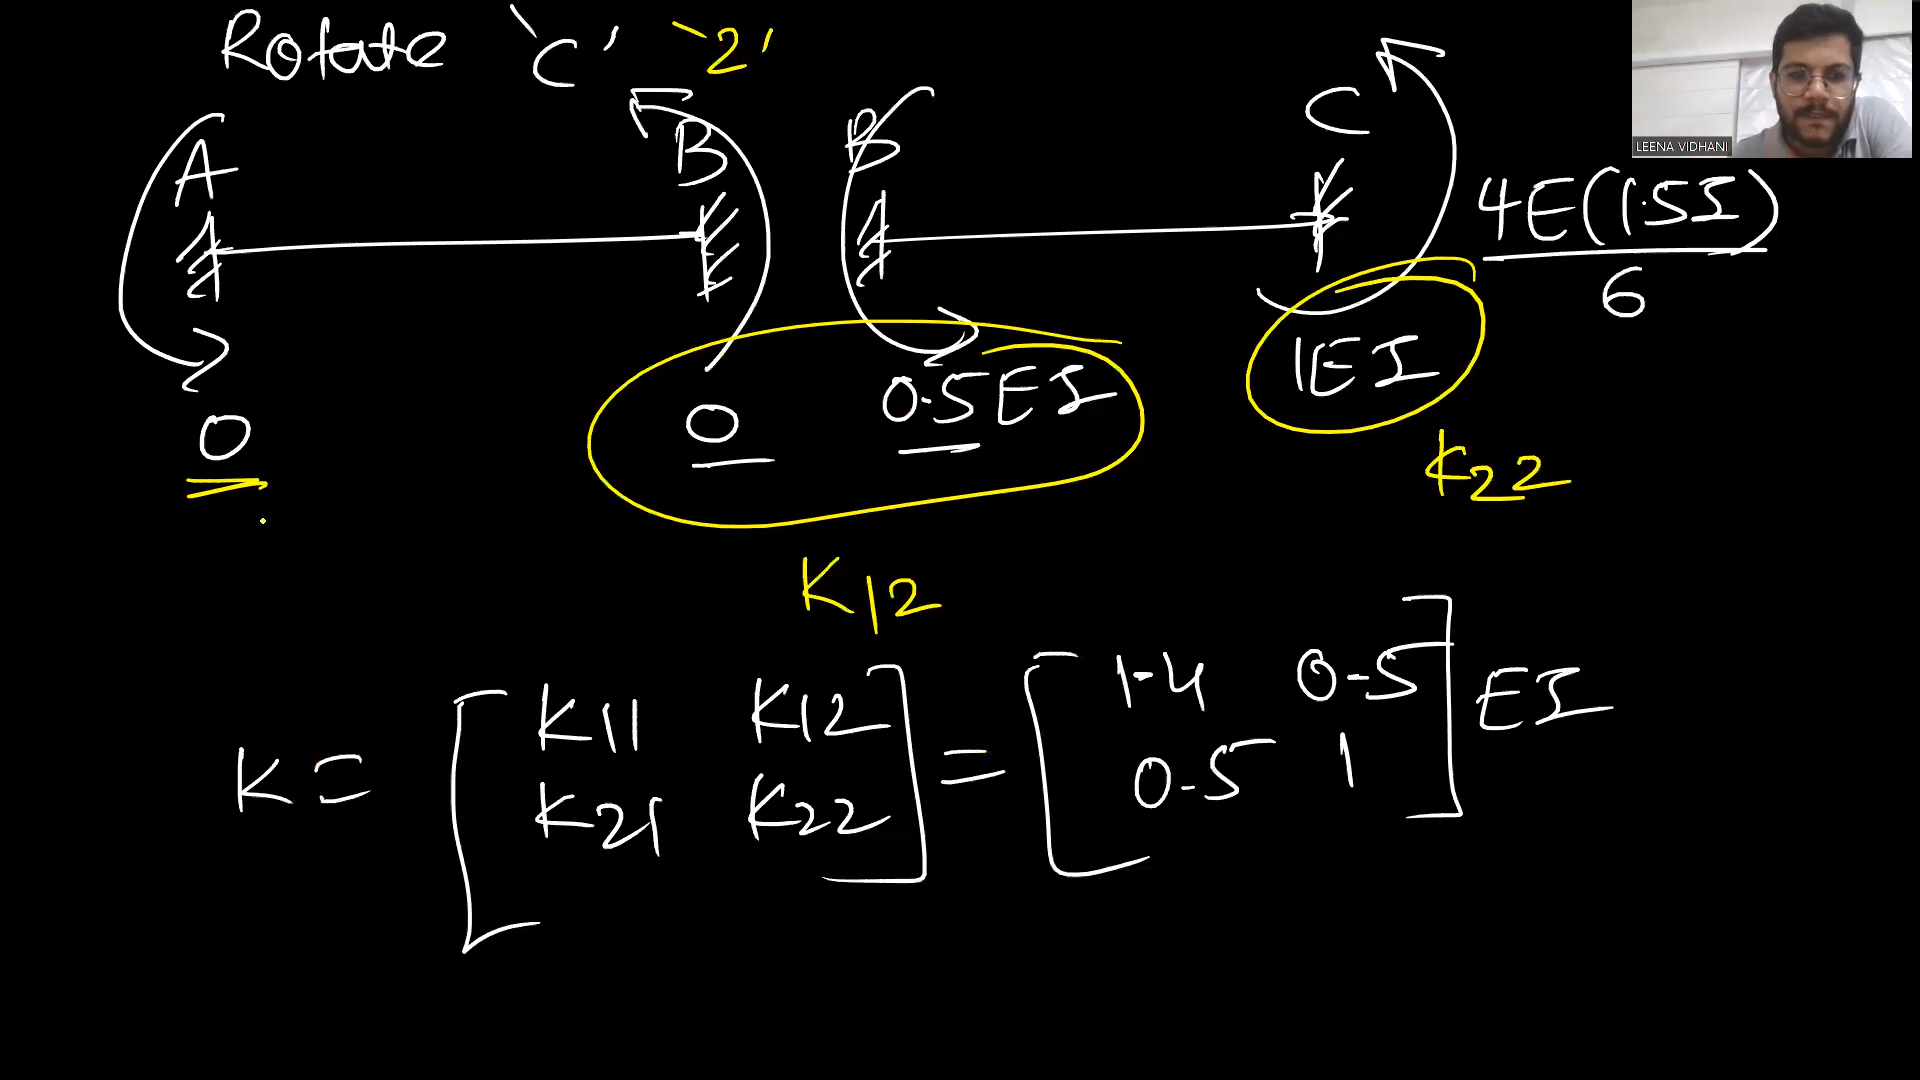 Rotate 'C' '2'
LEENA VIDHANI
A B B C
4E(1.5I)
6
0 0 0.5EI 1EI
K22
K12
K = [ K11 K12 = [ 1.4 0.5 ] EI
K21 K22 ] 0.5 1